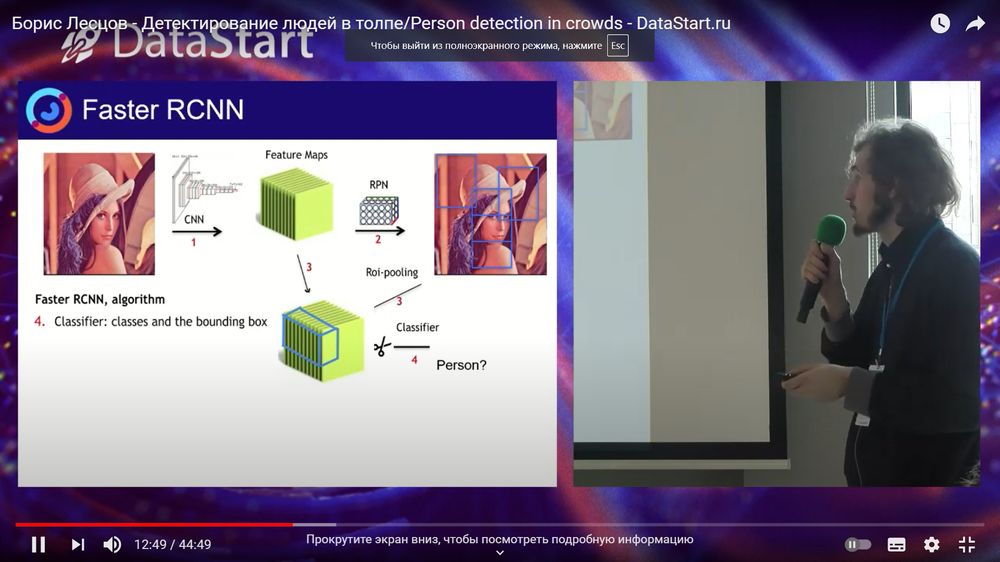 Борис Лесцов - Детектирование людей в толпе/Person detection in crowds - DataStart.ru
DataStart
Чтобы выйти из полноэкранного режима, нажмите Esc
Faster RCNN
Feature Maps
RPN
CNN
1
2
3
Roi-pooling
3
Faster RCNN, algorithm
4. Classifier: classes and the bounding box
Classifier
4
Person?
12:49 / 44:49
Прокрутите экран вниз, чтобы посмотреть подробную информацию